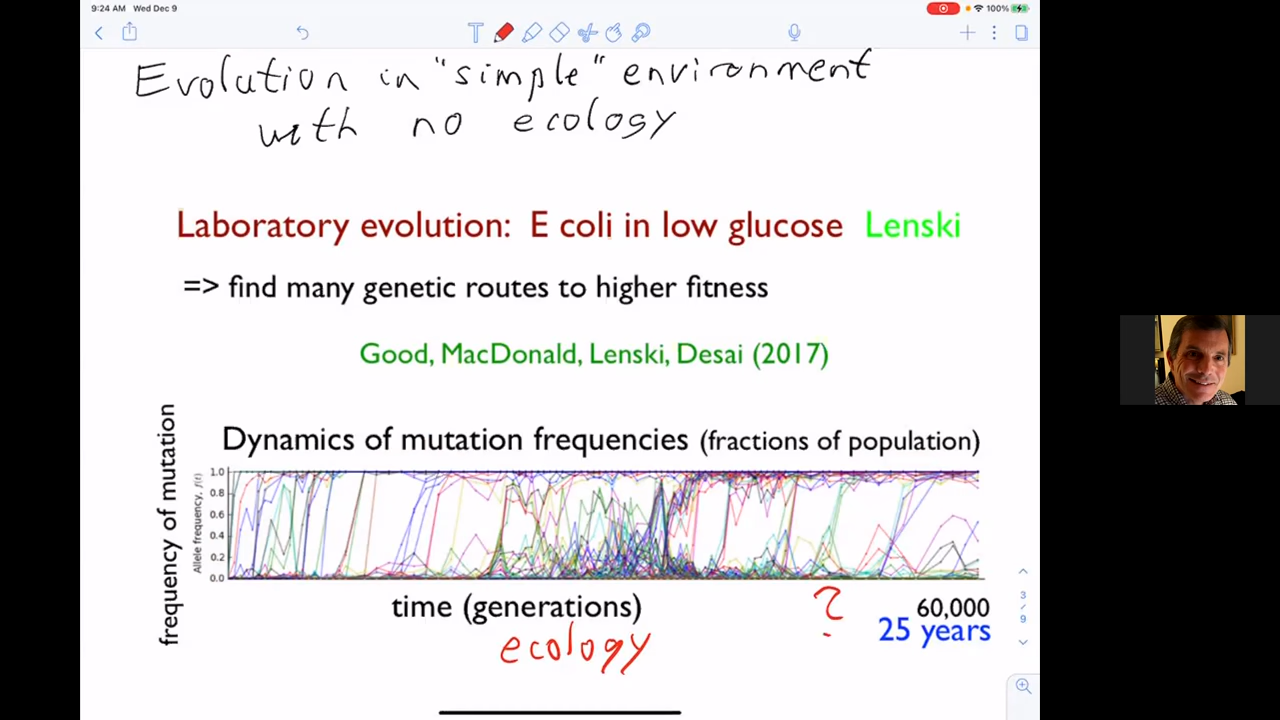 9:24 AM Wed Dec 9
100%
Evolution in "simple" environment
with no ecology
Laboratory evolution: E coli in low glucose Lenski
=> find many genetic routes to higher fitness
Good, MacDonald, Lenski, Desai (2017)
Dynamics of mutation frequencies (fractions of population)
frequency of mutation
Allele frequency, f(t)
1.0
0.8
0.6
0.4
0.2
0.0
time (generations)
?
60,000
25 years
ecology
3
/
9